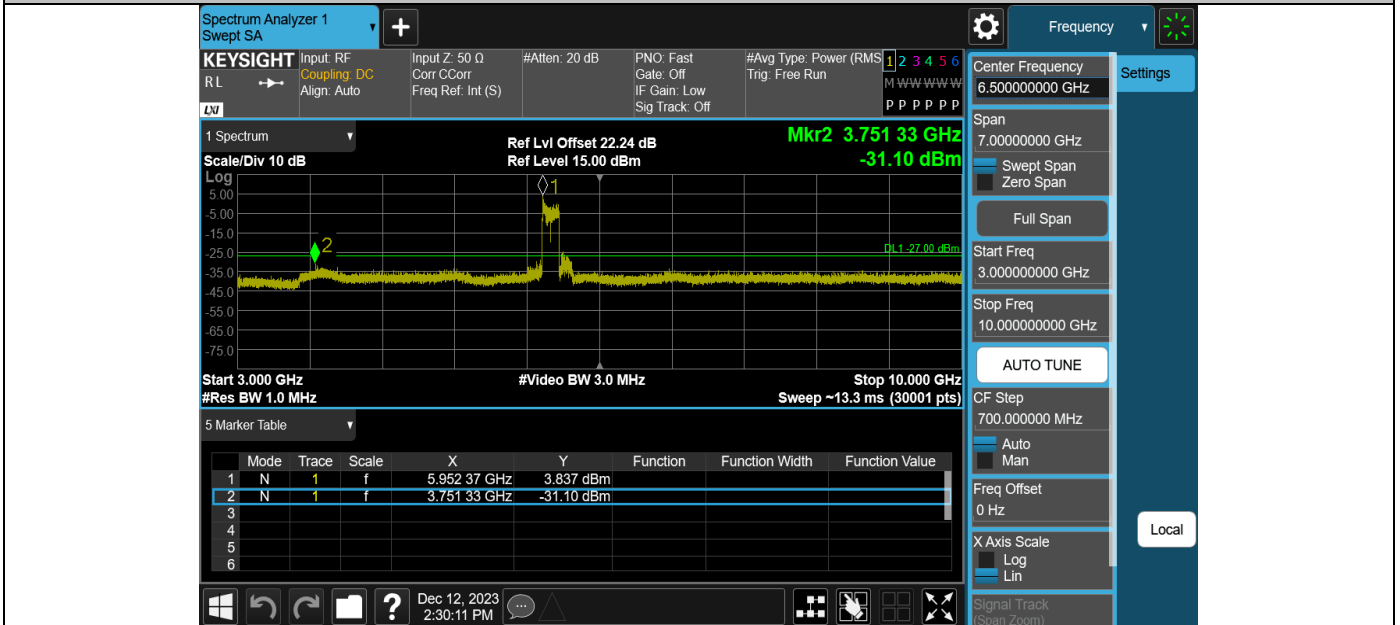 Spectrum Analyzer 1
Swept SA
+
Frequency
KEYSIGHT
RL
LXI
Input: RF
Coupling: DC
Align: Auto
Input Z: 50 Ω
Corr CCorr
Freq Ref: Int (S)
#Atten: 20 dB
PNO: Fast
Gate: Off
IF Gain: Low
Sig Track: Off
#Avg Type: Power (RMS
Trig: Free Run
1 2 3 4 5 6
M W W W W W
P P P P P P
1 Spectrum
Scale/Div 10 dB
Ref Lvl Offset 22.24 dB
Ref Level 15.00 dBm
Mkr2 3.751 33 GHz
-31.10 dBm
Log
5.00
-5.00
-15.0
-25.0
-35.0
-45.0
-55.0
-65.0
-75.0
1
2
DL1 -27.00 dBm
Start 3.000 GHz
#Res BW 1.0 MHz
#Video BW 3.0 MHz
Stop 10.000 GHz
Sweep ~13.3 ms (30001 pts)
5 Marker Table
Mode Trace Scale X Y Function Function Width Function Value
1 N 1 f 5.952 37 GHz 3.837 dBm
2 N 1 f 3.751 33 GHz -31.10 dBm
3
4
5
6
?
Dec 12, 2023
2:30:11 PM
Center Frequency
6.500000000 GHz
Settings
Span
7.00000000 GHz
Swept Span
Zero Span
Full Span
Start Freq
3.000000000 GHz
Stop Freq
10.000000000 GHz
AUTO TUNE
CF Step
700.000000 MHz
Auto
Man
Freq Offset
0 Hz
X Axis Scale
Log
Lin
Local
Signal Track
(Span Zoom)